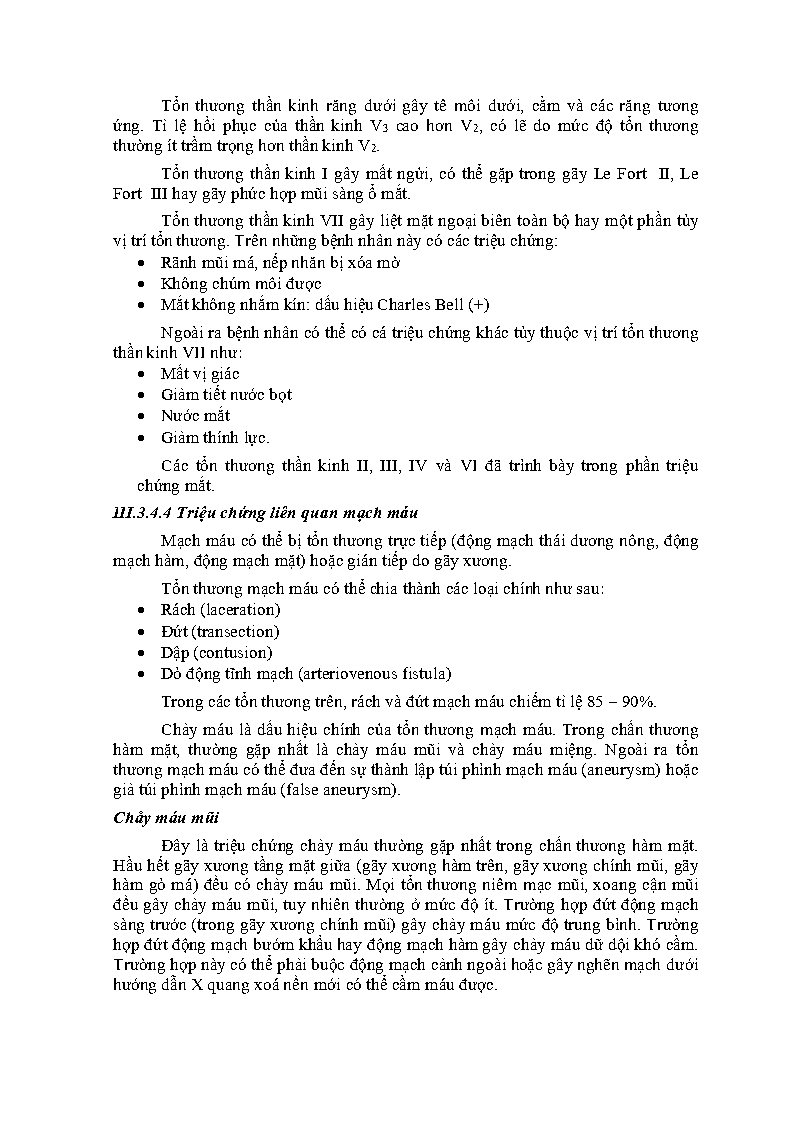 Tổn thương thần kinh răng dưới gây tê môi dưới, cằm và các răng tương
ứng. Tỉ lệ hồi phục của thần kinh V3 cao hơn V2, có lẽ do mức độ tổn thương
thường ít trầm trọng hơn thần kinh V2.
Tổn thương thần kinh I gây mất ngửi, có thể gặp trong gãy Le Fort II, Le
Fort III hay gãy phức hợp mũi sàng ổ mắt.
Tổn thương thần kinh VII gây liệt mặt ngoại biên toàn bộ hay một phần tùy
vị trí tổn thương. Trên những bệnh nhân này có các triệu chứng:
• Rãnh mũi má, nếp nhăn bị xóa mờ
• Không chúm môi được
• Mắt không nhắm kín: dấu hiệu Charles Bell (+)
Ngoài ra bệnh nhân có thể có cá triệu chứng khác tùy thuộc vị trí tổn thương
thần kinh VII như:
• Mất vị giác
• Giảm tiết nước bọt
• Nước mắt
• Giảm thính lực.
Các tổn thương thần kinh II, III, IV và VI đã trình bày trong phần triệu
chứng mắt.
III.3.4.4 Triệu chứng liên quan mạch máu
Mạch máu có thể bị tổn thương trực tiếp (động mạch thái dương nông, động
mạch hàm, động mạch mặt) hoặc gián tiếp do gãy xương.
Tổn thương mạch máu có thể chia thành các loại chính như sau:
• Rách (laceration)
• Đứt (transection)
• Dập (contusion)
• Dò động tĩnh mạch (arteriovenous fistula)
Trong các tổn thương trên, rách và đứt mạch máu chiếm tỉ lệ 85 – 90%.
Chảy máu là dấu hiệu chính của tổn thương mạch máu. Trong chấn thương
hàm mặt, thường gặp nhất là chảy máu mũi và chảy máu miệng. Ngoài ra tổn
thương mạch máu có thể đưa đến sự thành lập túi phình mạch máu (aneurysm) hoặc
giả túi phình mạch máu (false aneurysm).
Chảy máu mũi
Đây là triệu chứng chảy máu thường gặp nhất trong chấn thương hàm mặt.
Hầu hết gãy xương tầng mặt giữa (gãy xương hàm trên, gãy xương chính mũi, gãy
hàm gò má) đều có chảy máu mũi. Mọi tổn thương niêm mạc mũi, xoang cận mũi
đều gây chảy máu mũi, tuy nhiên thường ở mức độ ít. Trường hợp đứt động mạch
sàng trước (trong gãy xương chính mũi) gây chảy máu mức độ trung bình. Trường
hợp đứt động mạch bướm khẩu hay động mạch hàm gây chảy máu dữ dội khó cầm.
Trường hợp này có thể phải buộc động mạch cảnh ngoài hoặc gây nghẽn mạch dưới
hướng dẫn X quang xoá nền mới có thể cầm máu được.